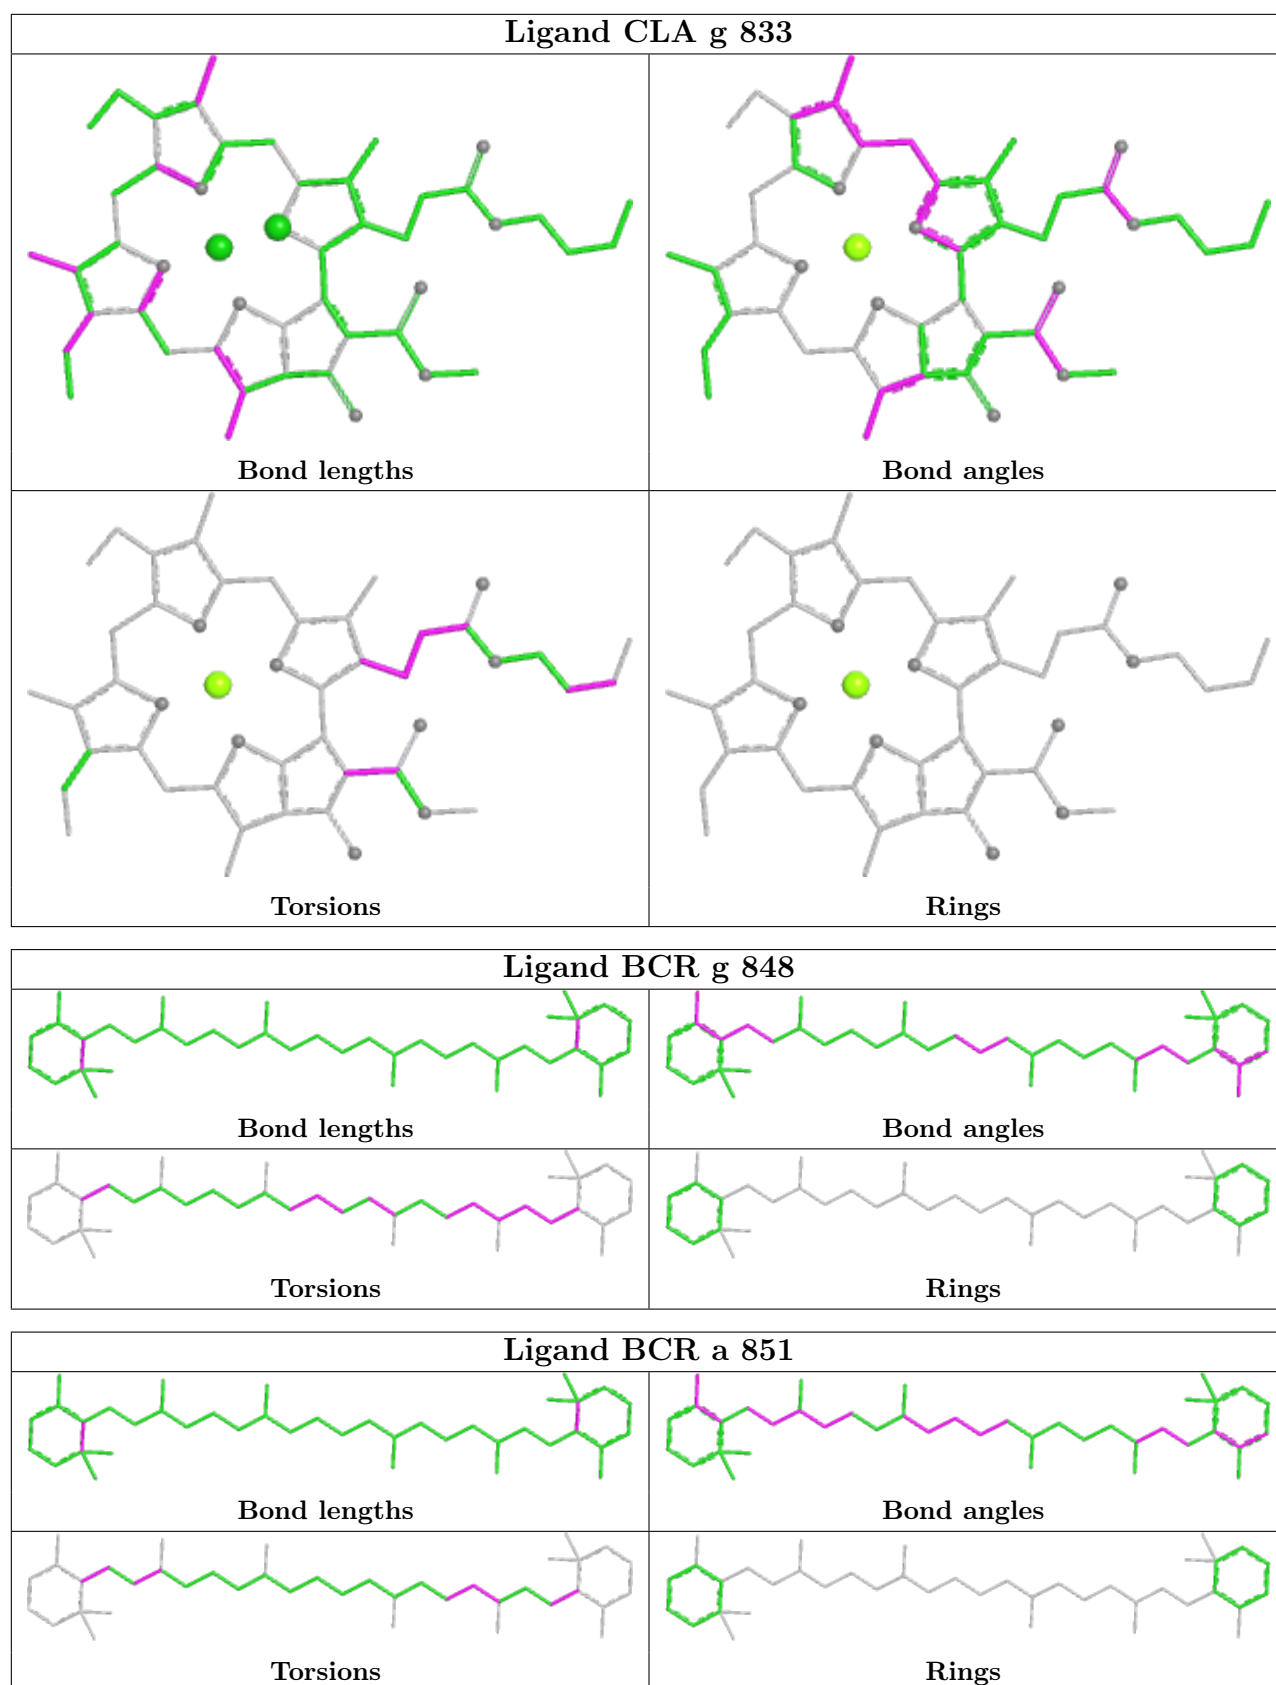 Ligand CLA g 833
Bond lengths
Bond angles
Torsions
Rings
Ligand BCR g 848
Bond lengths
Bond angles
Torsions
Rings
Ligand BCR a 851
Bond lengths
Bond angles
Torsions
Rings